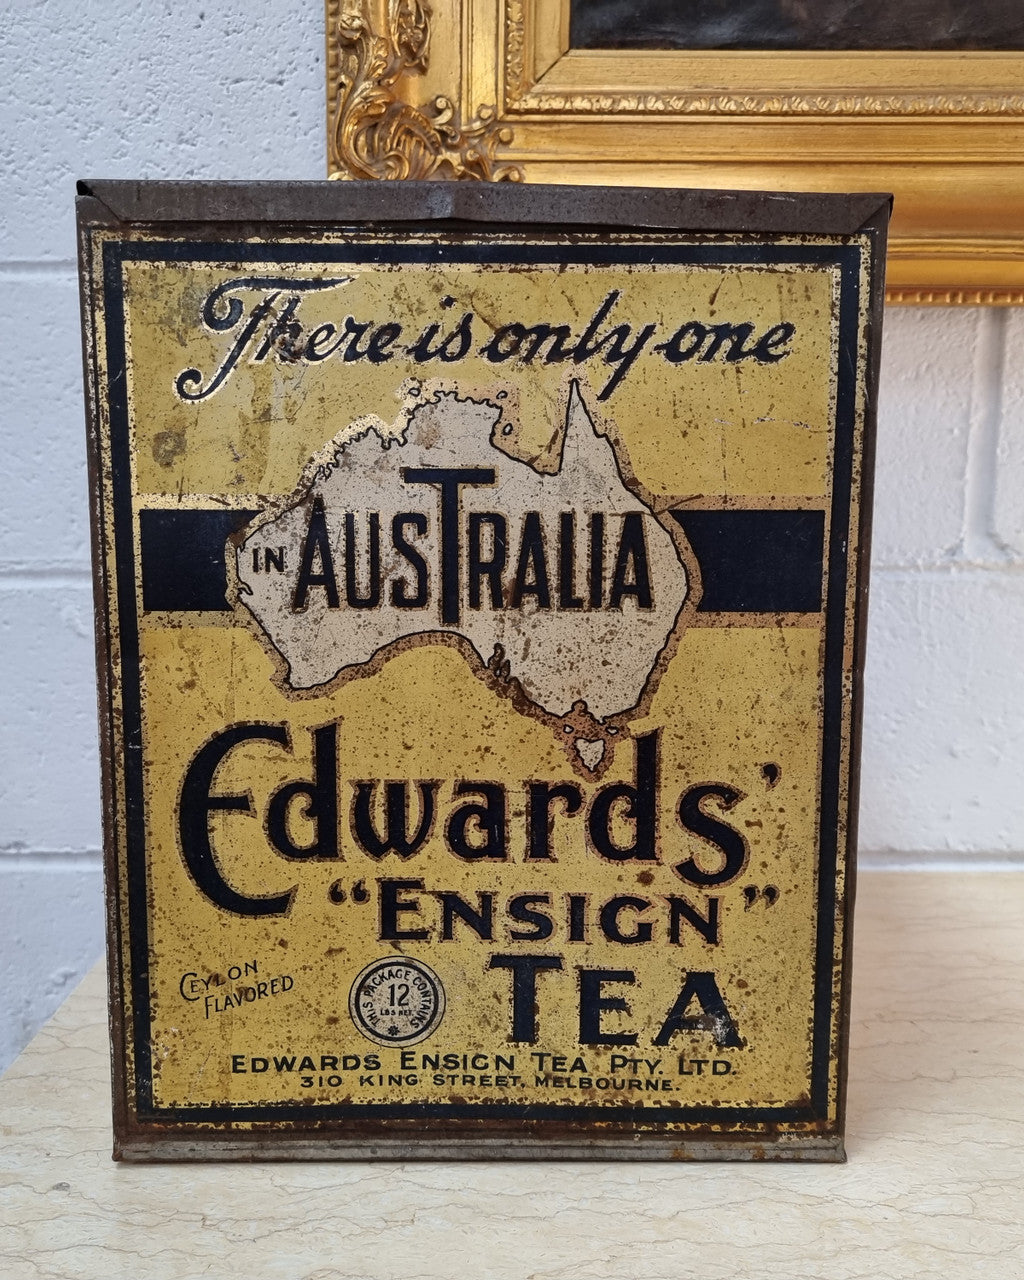 There is only one
IN AUSTRALIA
Edwards'
"ENSIGN"
TEA
CEYLON
FLAVORED
THIS PACKAGE CONTAINS
12
LBS NET
EDWARDS ENSIGN TEA PTY. LTD.
310 KING STREET, MELBOURNE.